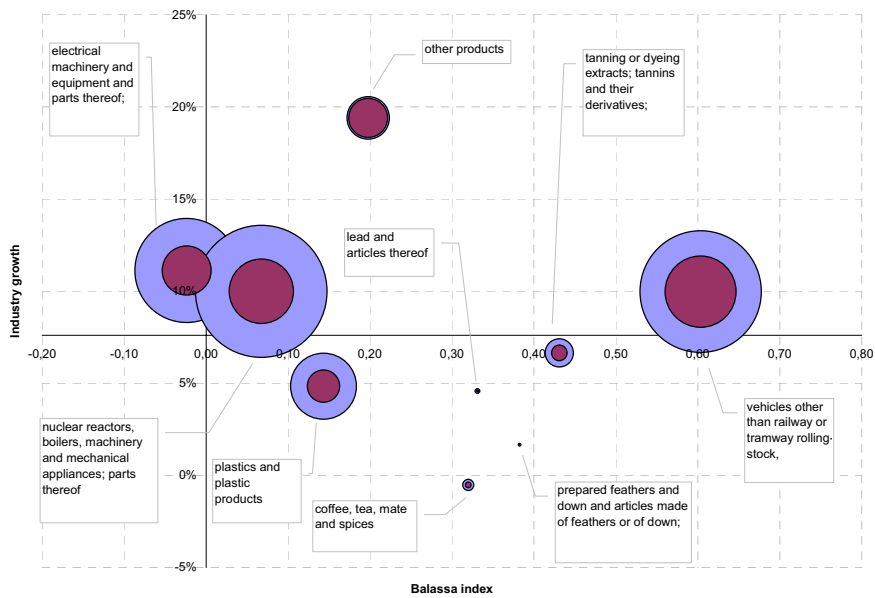 25%
electrical
machinery and
equipment and
parts thereof;
other products
tanning or dyeing
extracts; tannins
and their
derivatives;
20%
15%
lead and
articles thereof
Industry growth
10%
-0,20
-0,10
0,00
0,10
0,20
0,30
0,40
0,50
0,60
0,70
0,80
5%
vehicles other
than railway or
tramway rolling-
stock,
nuclear reactors,
boilers, machinery
and mechanical
appliances; parts
thereof
plastics and
plastic
products
0%
coffee, tea, mate
and spices
prepared feathers and
down and articles made
of feathers or of down;
-5%
Balassa index